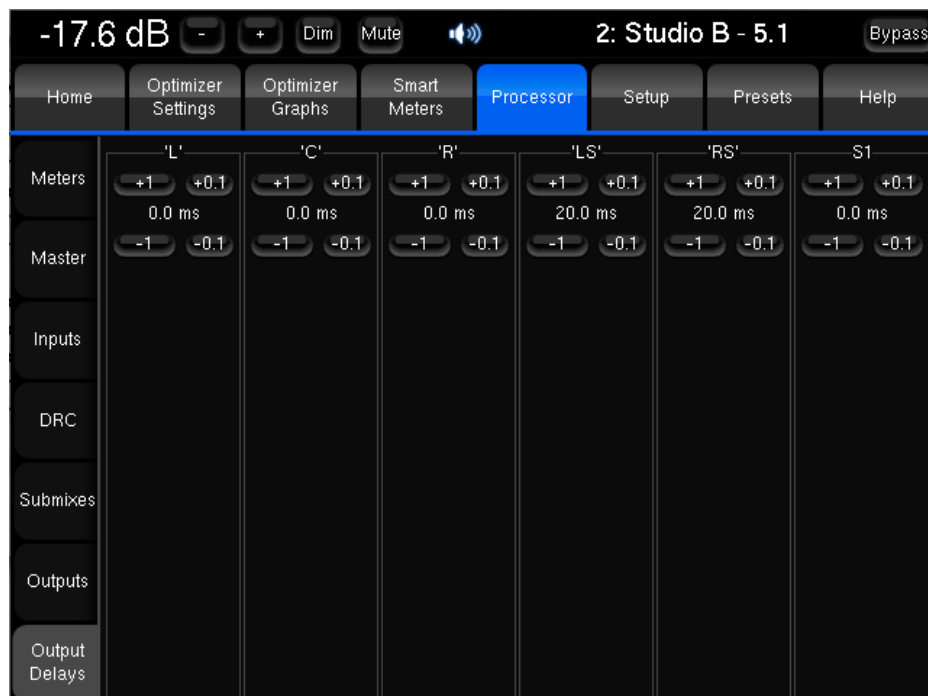 -17.6 dB - + Dim Mute 2: Studio B - 5.1 Bypass
Home Optimizer Settings Optimizer Graphs Smart Meters Processor Setup Presets Help
Meters
Master
Inputs
DRC
Submixes
Outputs
Output
Delays
'L' 'C' 'R' 'LS' 'RS' S1
+1 +0.1 +1 +0.1 +1 +0.1 +1 +0.1 +1 +0.1 +1 +0.1
0.0 ms 0.0 ms 0.0 ms 20.0 ms 20.0 ms 0.0 ms
-1 -0.1 -1 -0.1 -1 -0.1 -1 -0.1 -1 -0.1 -1 -0.1